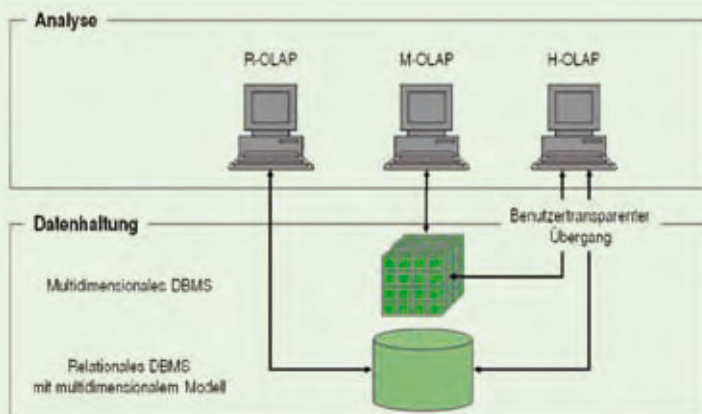 Analyse
R-OLAP M-OLAP H-OLAP
Datenhaltung
Benutzertransparenter
Übergang
Multidimensionales DBMS
Relationales DBMS
mit multidimensionalem Modell